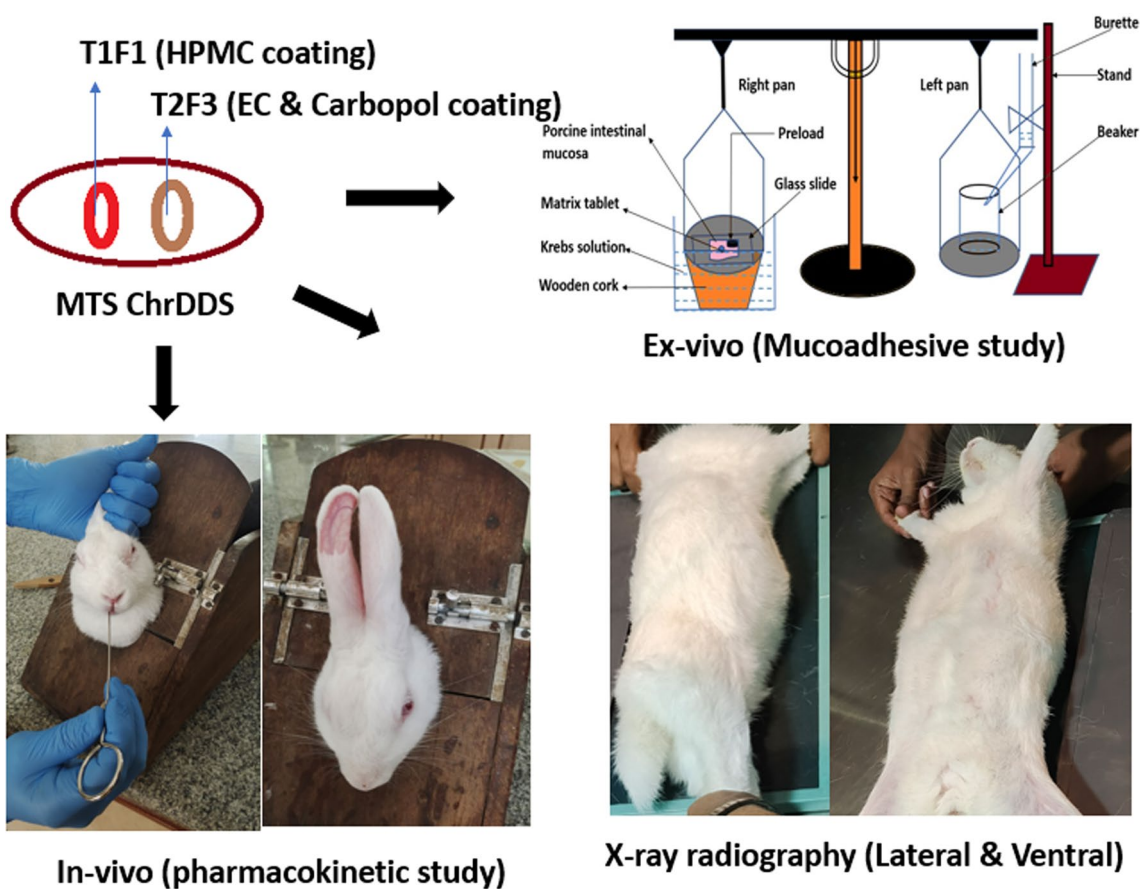 T1F1 (HPMC coating)
T2F3 (EC & Carbopol coating)
MTS ChrDDS
Burette
Right pan
Left pan
Stand
Porcine intestinal
mucosa
Preload
Beaker
Glass slide
Matrix tablet
Krebs solution
Wooden cork
Ex-vivo (Mucoadhesive study)
In-vivo (pharmacokinetic study)
X-ray radiography (Lateral & Ventral)